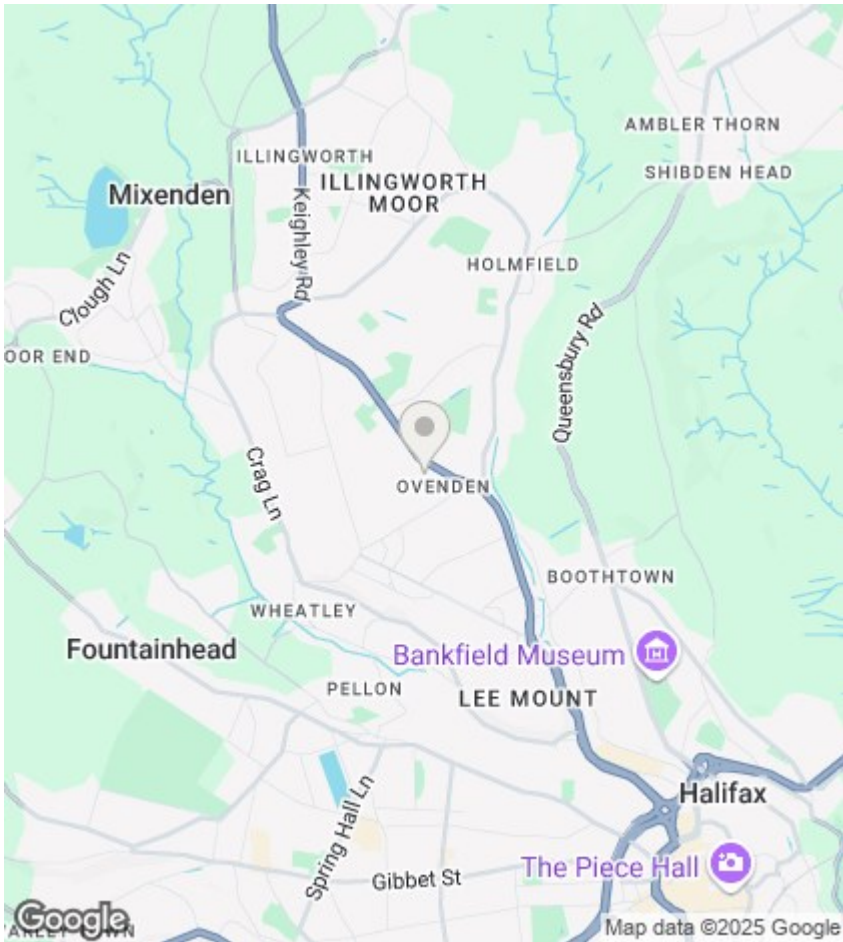 AMBLER THORN
ILLINGWORTH
SHIBDEN HEAD
ILLINGWORTH
MOOR
Mixenden
Keighley Rd
HOLMFIELD
Clough Ln
Queensbury Rd
OOR END
Crag Ln
OVENDEN
BOOTHTOWN
WHEATLEY
Fountainhead
Bankfield Museum
PELLON
LEE MOUNT
Spring Hall Ln
Halifax
The Piece Hall
Gibbet St
Google
Map data ©2025 Google